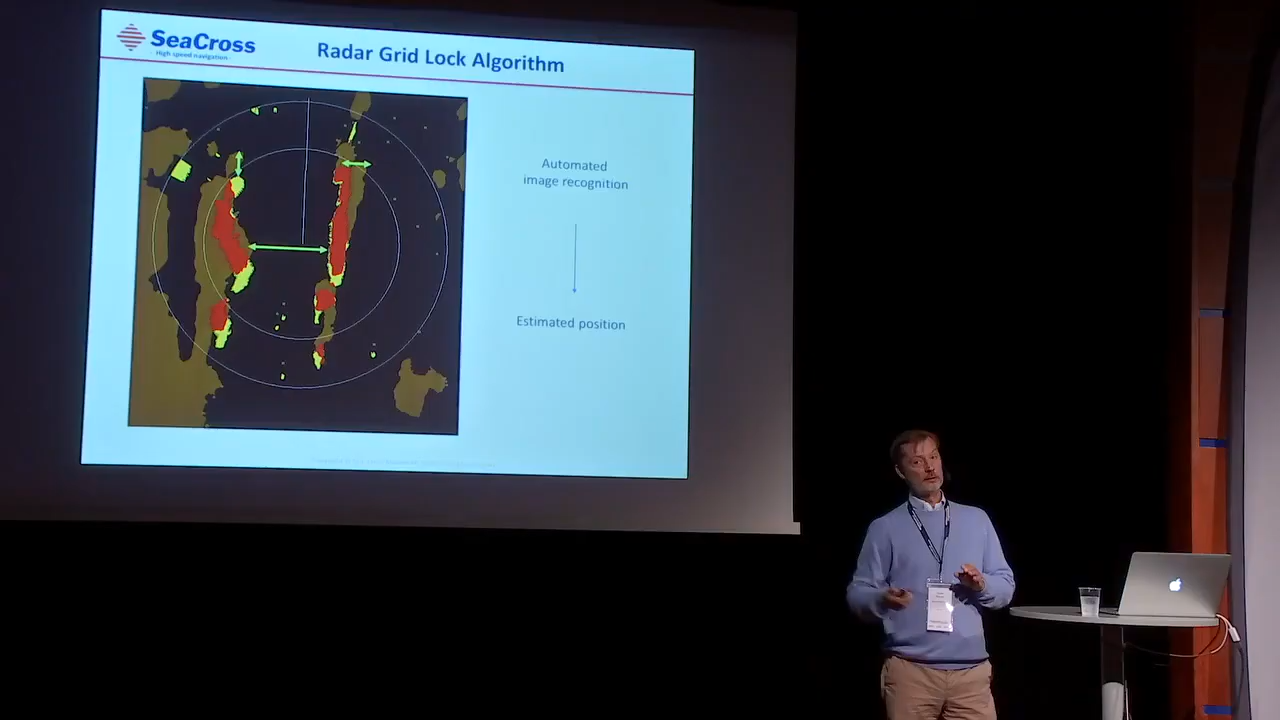 SeaCross
High speed navigation
Radar Grid Lock Algorithm
Automated
image recognition
Estimated position